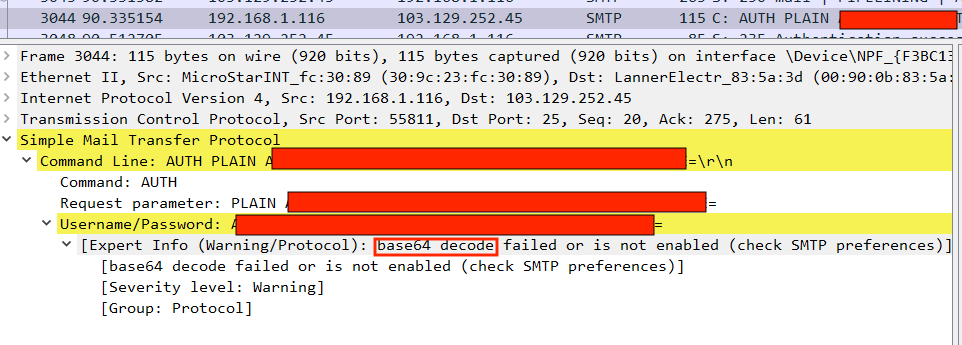 3044 90.335154 192.168.1.116 103.129.252.45 SMTP 115 C: AUTH PLAIN
Frame 3044: 115 bytes on wire (920 bits), 115 bytes captured (920 bits) on interface \Device\NPF_{F3BC13
Ethernet II, Src: MicroStarINT_fc:30:89 (30:9c:23:fc:30:89), Dst: LannerElectr_83:5a:3d (00:90:0b:83:5a:
Internet Protocol Version 4, Src: 192.168.1.116, Dst: 103.129.252.45
Transmission Control Protocol, Src Port: 55811, Dst Port: 25, Seq: 20, Ack: 275, Len: 61
Simple Mail Transfer Protocol
Command Line: AUTH PLAIN A =\r\n
Command: AUTH
Request parameter: PLAIN =
Username/Password: =
[Expert Info (Warning/Protocol): base64 decode failed or is not enabled (check SMTP preferences)]
[base64 decode failed or is not enabled (check SMTP preferences)]
[Severity level: Warning]
[Group: Protocol]